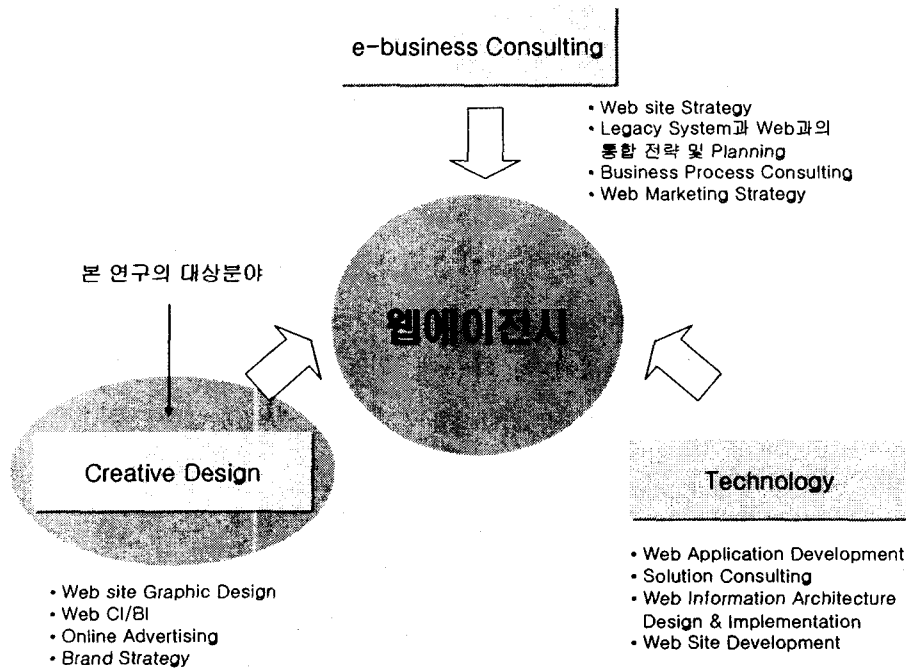 e-business Consulting
• Web site Strategy
• Legacy System과 Web과의
통합 전략 및 Planning
• Business Process Consulting
• Web Marketing Strategy
본 연구의 대상분야
웹에이전시
Creative Design
• Web site Graphic Design
• Web CI/BI
• Online Advertising
• Brand Strategy
Technology
• Web Application Development
• Solution Consulting
• Web Information Architecture
Design & Implementation
• Web Site Development